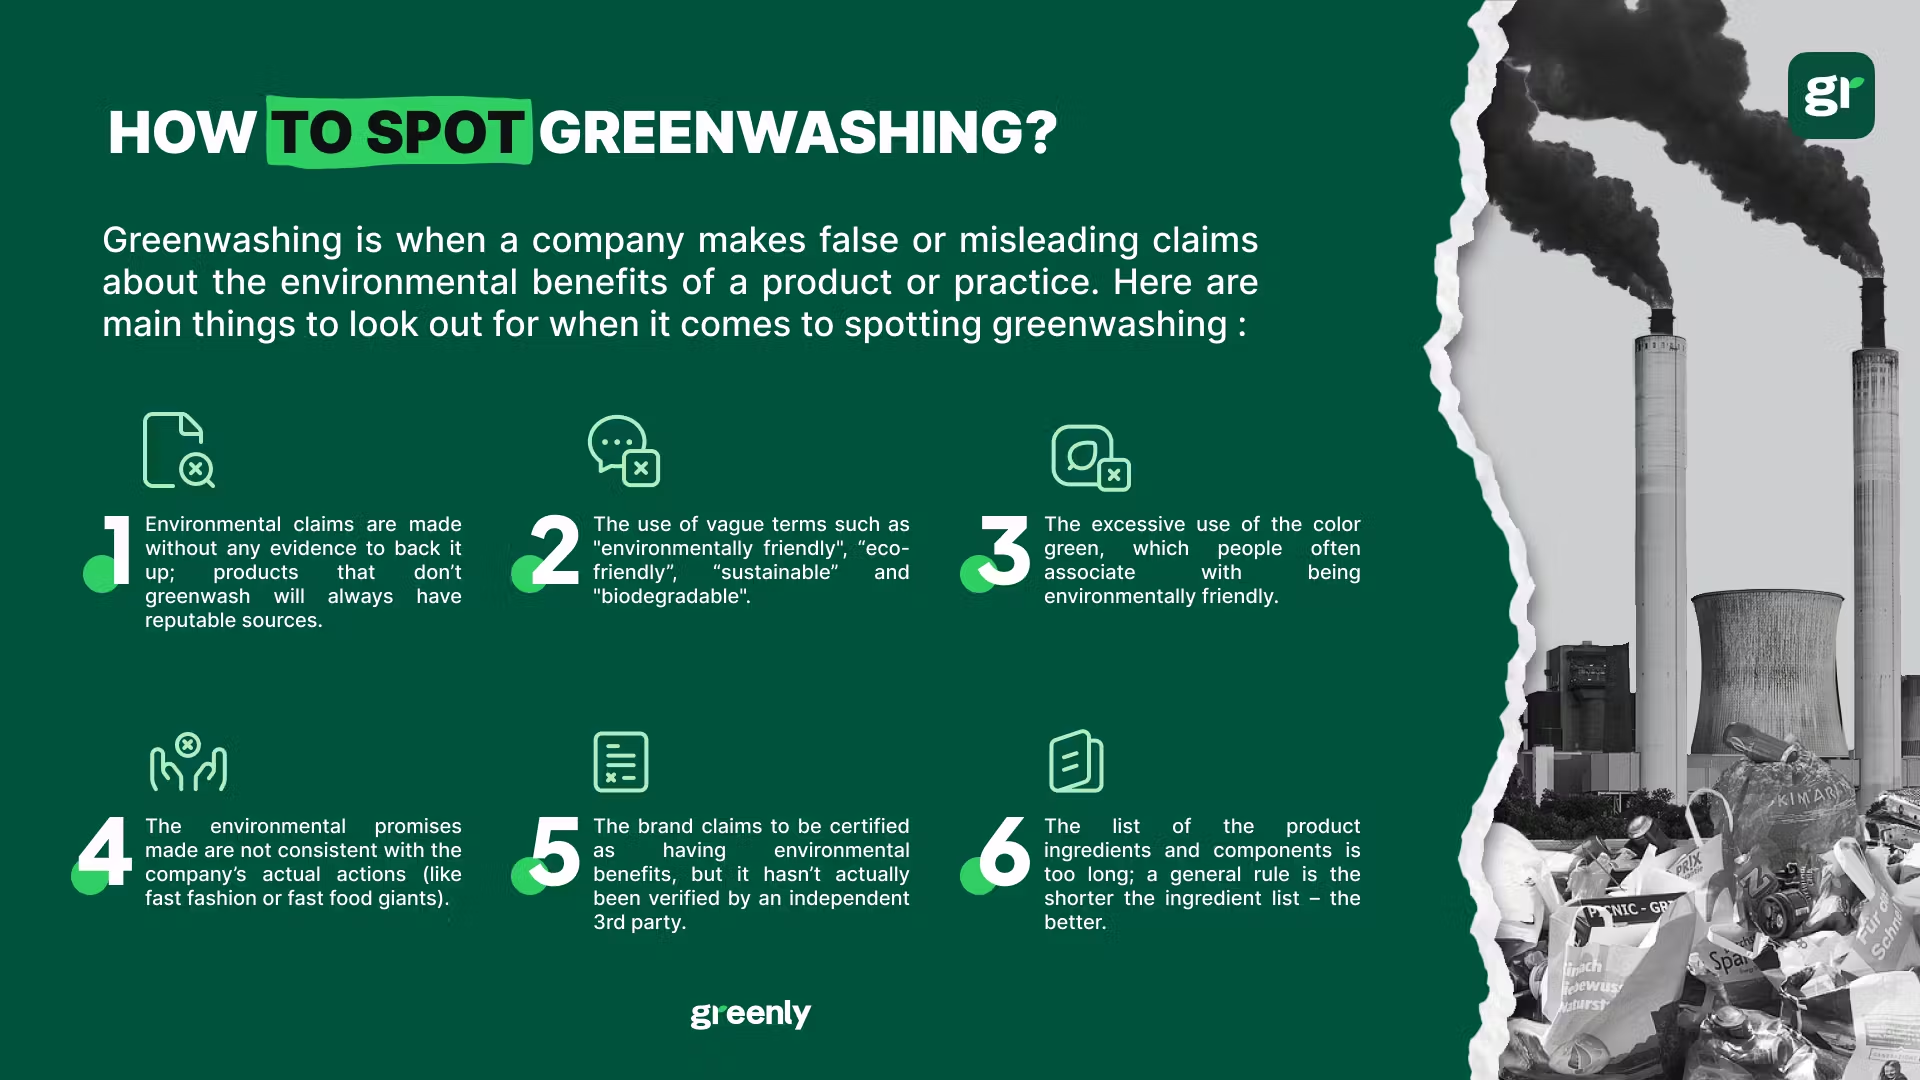 gr
HOW TO SPOT GREENWASHING?
Greenwashing is when a company makes false or misleading claims
about the environmental benefits of a product or practice. Here are
main things to look out for when it comes to spotting greenwashing :
1
Environmental claims are made
without any evidence to back it
up; products that don’t
greenwash will always have
reputable sources.
2
The use of vague terms such as
"environmentally friendly", “eco-
friendly”, “sustainable” and
"biodegradable".
3
The excessive use of the color
green, which people often
associate with being
environmentally friendly.
4
The environmental promises
made are not consistent with the
company’s actual actions (like
fast fashion or fast food giants).
5
The brand claims to be certified
as having environmental
benefits, but it hasn’t actually
been verified by an independent
3rd party.
6
The list of the product
ingredients and components is
too long; a general rule is the
shorter the ingredient list – the
better.
greenly
KIMAR
PRIX
PICNIC - GR
Spar
Für de
Schne